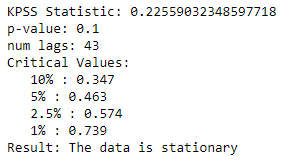 KPSS Statistic: 0.22559032348597718
p-value: 0.1
num lags: 43
Critical Values:
10% : 0.347
5% : 0.463
2.5% : 0.574
1% : 0.739
Result: The data is stationary